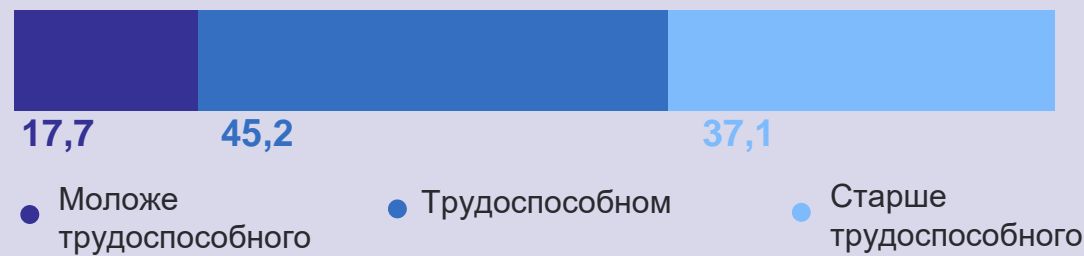 17,7 45,2 37,1
Моложе
трудоспособного
Трудоспособном
Старше
трудоспособного